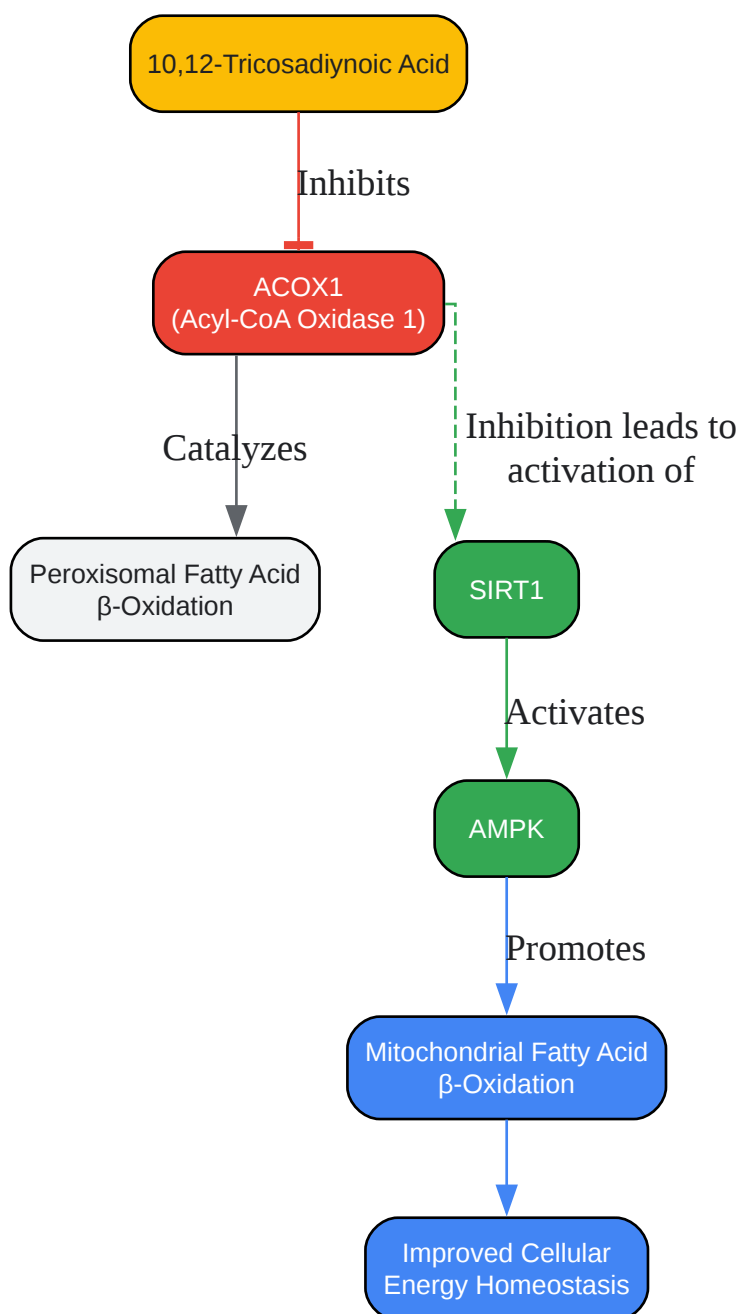 10,12-Tricosadiynoic Acid
Inhibits
ACOX1
(Acyl-CoA Oxidase 1)
Catalyzes
Inhibition leads to
activation of
Peroxisomal Fatty Acid
β-Oxidation
SIRT1
Activates
AMPK
Promotes
Mitochondrial Fatty Acid
β-Oxidation
Improved Cellular
Energy Homeostasis